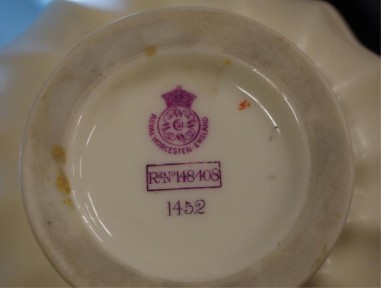 ROYAL WORCESTER ENGLAND
RdNo 148408
1452